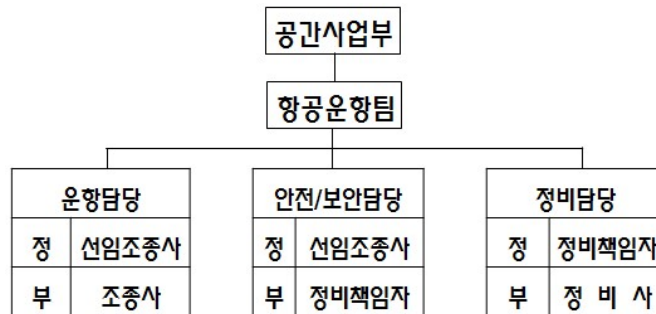 공간사업부
항공운항팀
운항담당
정 선임조종사
부 조종사
안전/보안담당
정 선임조종사
부 정비책임자
정비담당
정 정비책임자
부 정 비 사